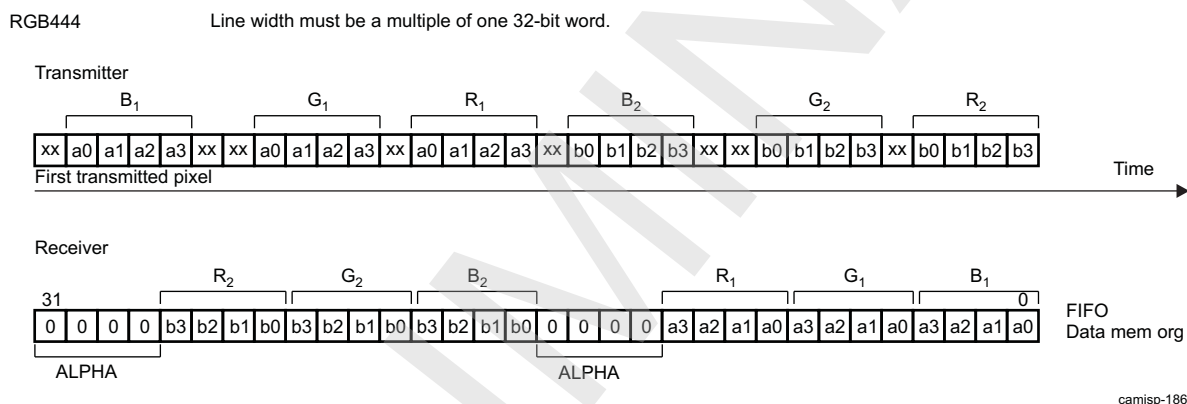 RGB444 Line width must be a multiple of one 32-bit word.
Transmitter
B1 G1 R1 B2 G2 R2
xx a0 a1 a2 a3 xx xx a0 a1 a2 a3 xx a0 a1 a2 a3 xx b0 b1 b2 b3 xx xx b0 b1 b2 b3 xx b0 b1 b2 b3
First transmitted pixel Time
Receiver
R2 G2 B2 R1 G1 B1
31 0
0 0 0 0 b3 b2 b1 b0 b3 b2 b1 b0 b3 b2 b1 b0 0 0 0 0 a3 a2 a1 a0 a3 a2 a1 a0 a3 a2 a1 a0
FIFO
Data mem org
ALPHA ALPHA
camisp-186